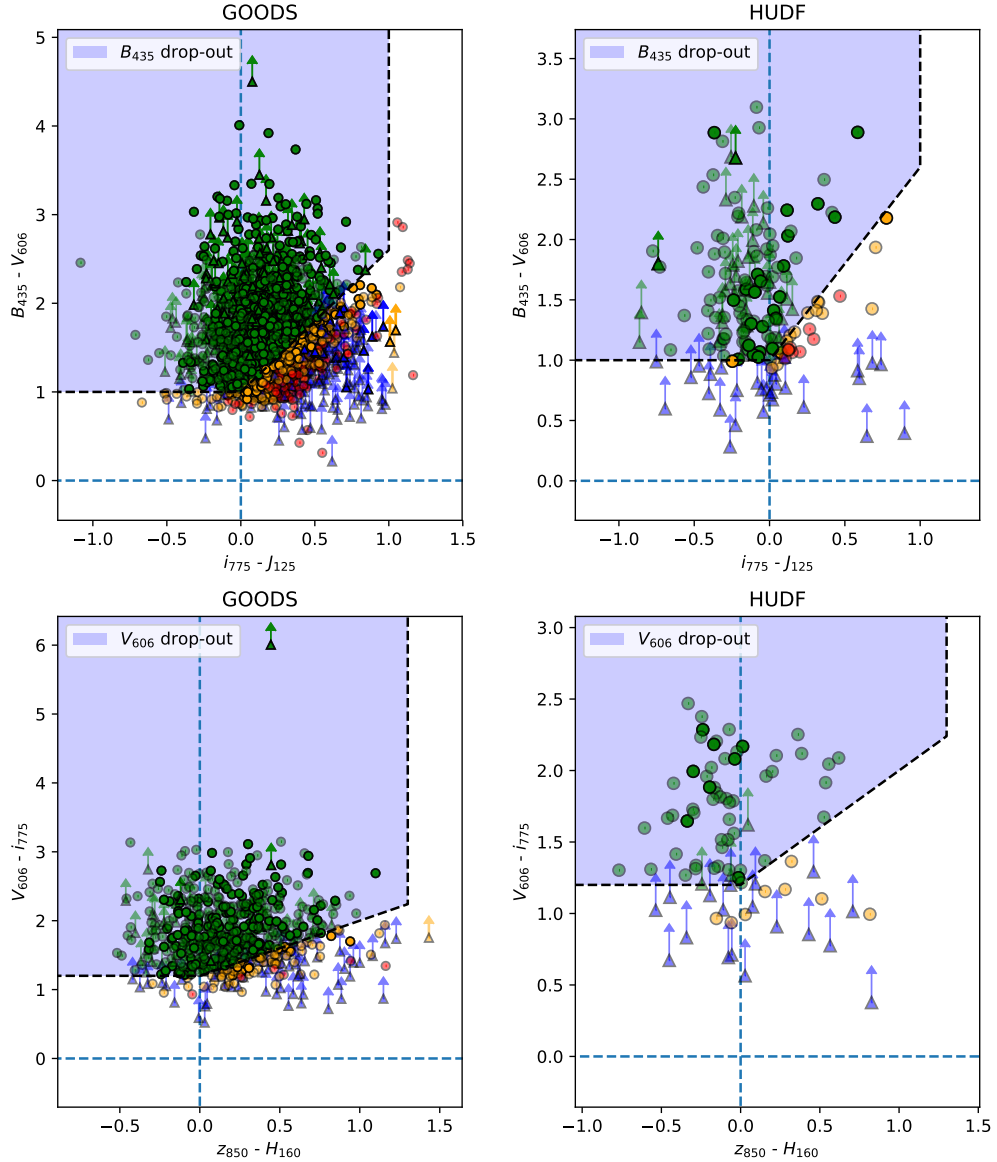 GOODS
HUDF
B435 drop-out
B435 drop-out
5
4
3
2
1
0
3.5
3.0
2.5
2.0
1.5
1.0
0.5
0.0
B435 - V606
B435 - V606
−1.0 −0.5 0.0 0.5 1.0 1.5
−1.0 −0.5 0.0 0.5 1.0
i775 - J125
i775 - J125
GOODS
HUDF
V606 drop-out
V606 drop-out
6
5
4
3
2
1
0
3.0
2.5
2.0
1.5
1.0
0.5
0.0
V606 - i775
V606 - i775
−0.5 0.0 0.5 1.0 1.5
−1.0 −0.5 0.0 0.5 1.0 1.5
z850 - H160
z850 - H160